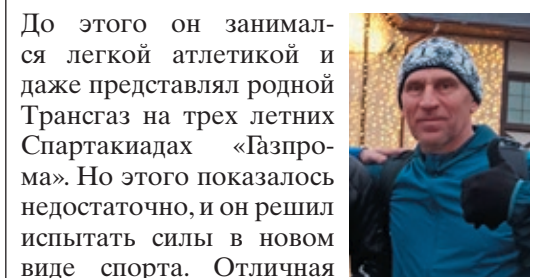 До этого он занимал-
ся легкой атлетикой и
даже представлял родной
Трансгаз на трех летних
Спартакиадах «Газпро-
ма». Но этого показалось
недостаточно, и он решил
испытать силы в новом
виде спорта. Отличная